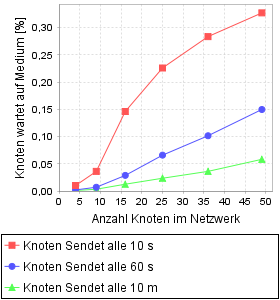 Knoten wartet auf Medium [%]
0,35
0,30
0,25
0,20
0,15
0,10
0,05
0,00
0 5 10 15 20 25 30 35 40 45 50
Anzahl Knoten im Netzwerk
Knoten Sendet alle 10 s
Knoten Sendet alle 60 s
Knoten Sendet alle 10 m